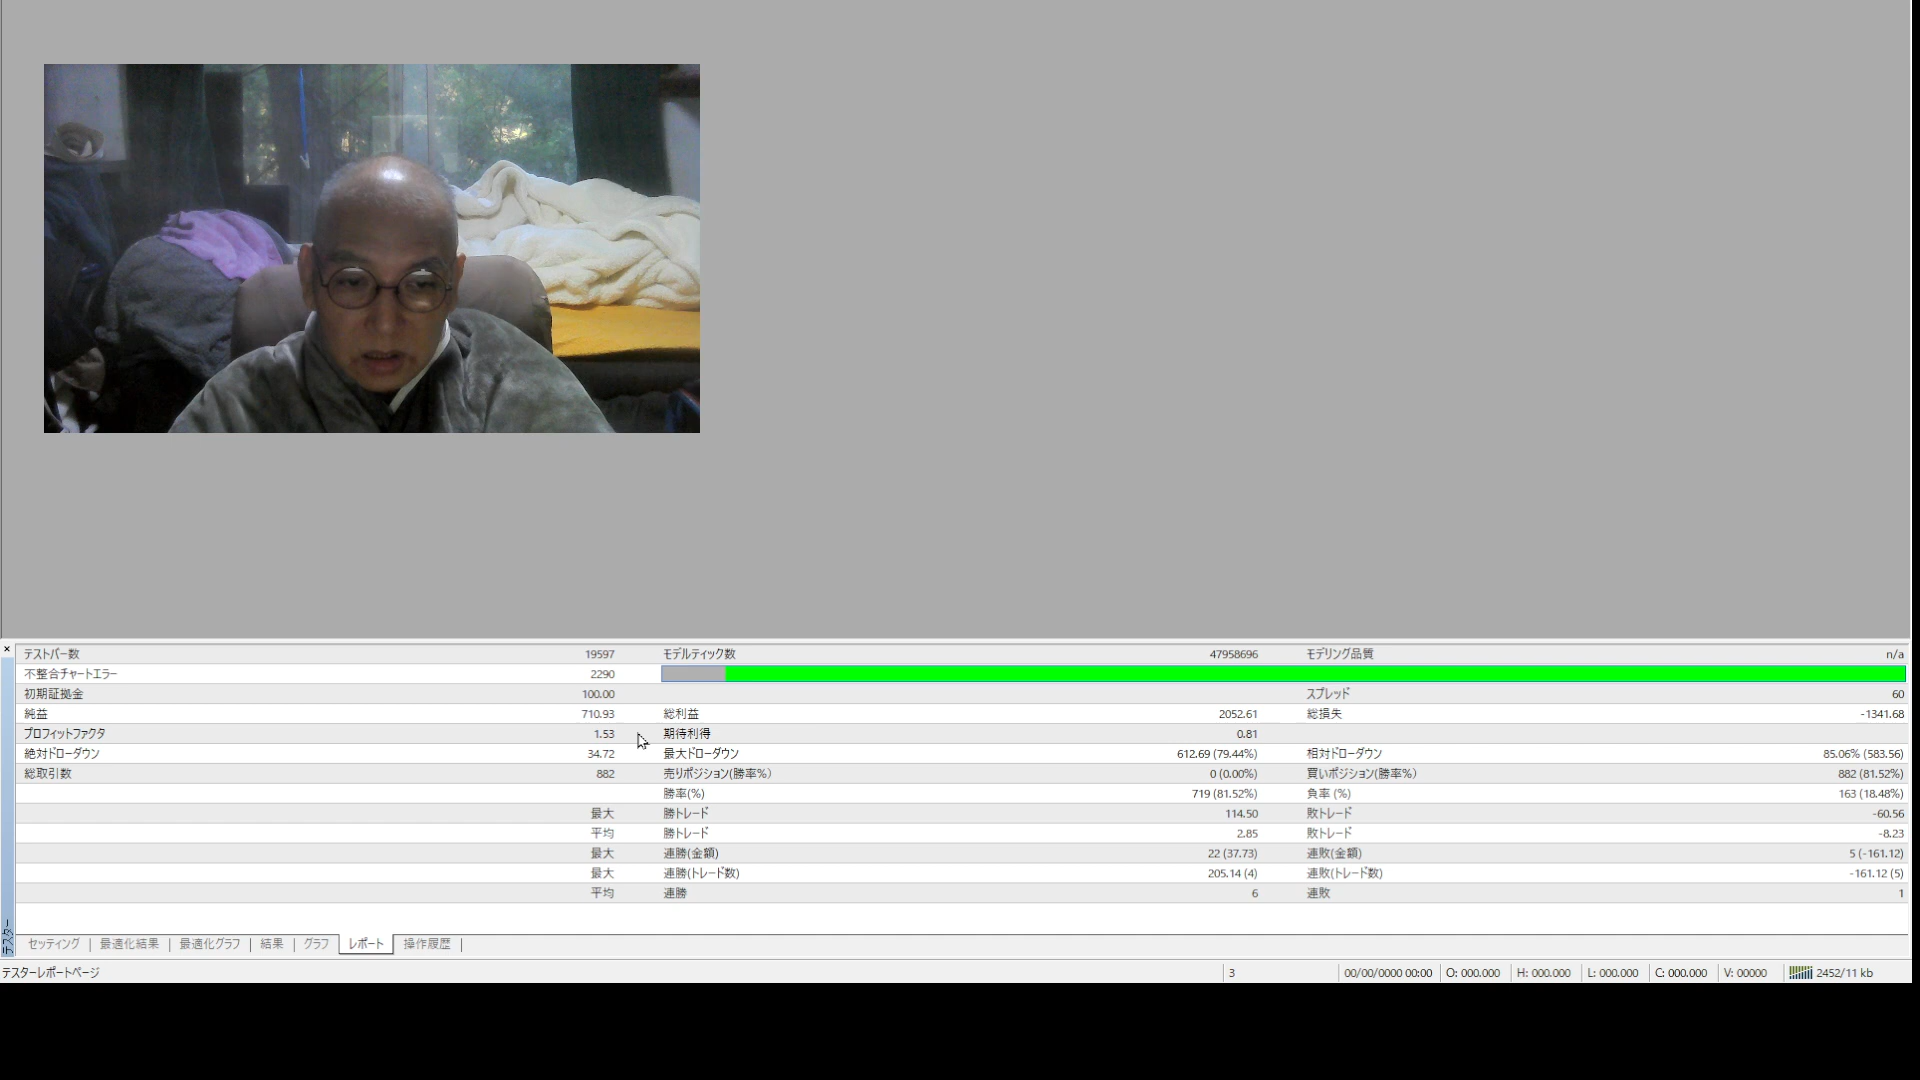 テストバー数 19597 モデルティック数 47958696 モデリング品質 n/a
不整合チャートエラー 2290
初期証拠金 100.00 スプレッド 60
純益 710.93 総利益 2052.61 総損失 -1341.68
プロフィットファクタ 1.53 期待利得 0.81
絶対ドローダウン 34.72 最大ドローダウン 612.69 (79.44%) 相対ドローダウン 85.06% (583.56)
総取引数 882 売りポジション(勝率%) 0 (0.00%) 買いポジション(勝率%) 882 (81.52%)
勝率(%) 719 (81.52%) 負率 (%) 163 (18.48%)
最大 勝トレード 114.50 敗トレード -60.56
平均 勝トレード 2.85 敗トレード -8.23
最大 連勝(金額) 22 (37.73) 連敗(金額) 5 (-161.12)
最大 連勝(トレード数) 205.14 (4) 連敗(トレード数) -161.12 (5)
平均 連勝 6 連敗 1
テスター
セッティング | 最適化結果 | 最適化グラフ | 結果 | グラフ | レポート | 操作履歴 |
テスターレポートページ 3 00/00/0000 00:00 O: 000.000 H: 000.000 L: 000.000 C: 000.000 V: 00000 2452/11 kb